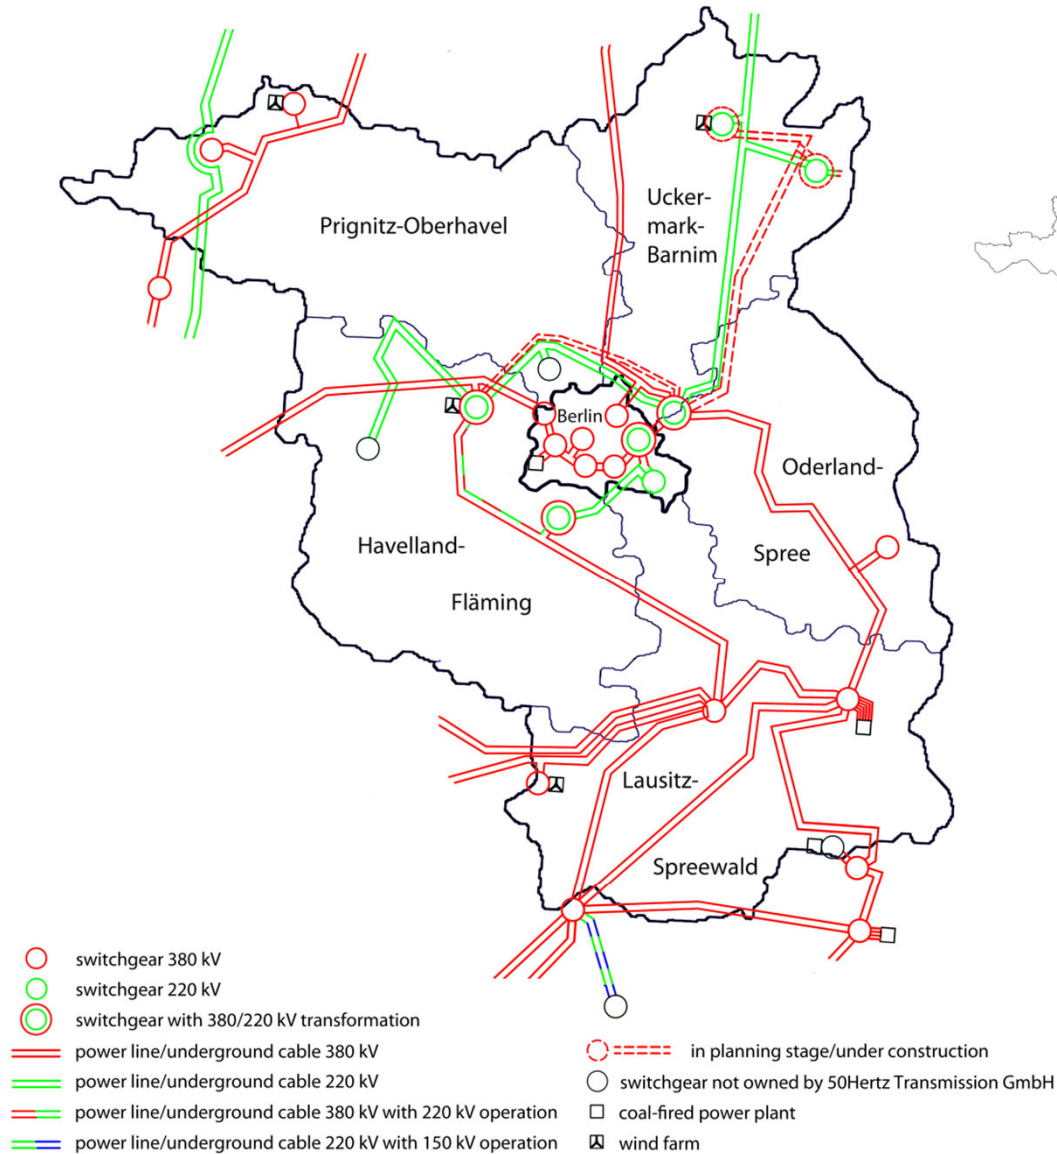 Prignitz-Oberhavel
Ucker-
mark-
Barnim
Berlin
Oderland-
Spree
Havelland-
Fläming
Lausitz-
Spreewald
switchgear 380 kV
switchgear 220 kV
switchgear with 380/220 kV transformation
power line/underground cable 380 kV
power line/underground cable 220 kV
power line/underground cable 380 kV with 220 kV operation
power line/underground cable 220 kV with 150 kV operation
in planning stage/under construction
switchgear not owned by 50Hertz Transmission GmbH
coal-fired power plant
wind farm